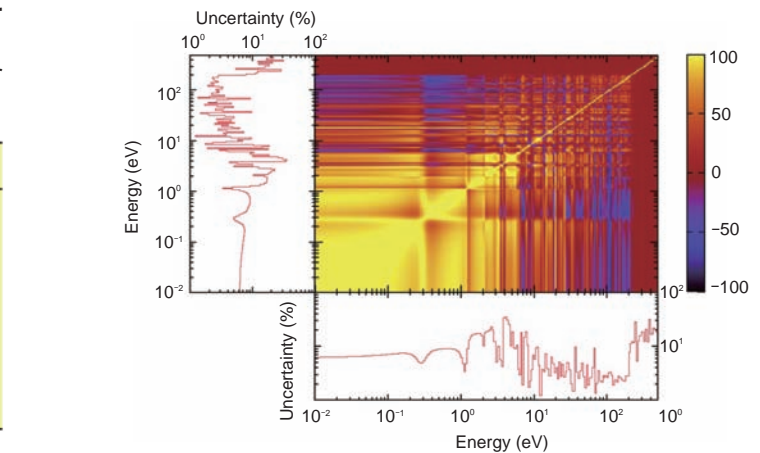 Uncertainty (%)
10⁰ 10¹ 10²
100
50
0
−50
−100
Energy (eV)
10²
10¹
10⁰
10⁻¹
10⁻²
Uncertainty (%)
10²
10¹
10⁻² 10⁻¹ 10⁰ 10¹ 10² 10⁰
Energy (eV)